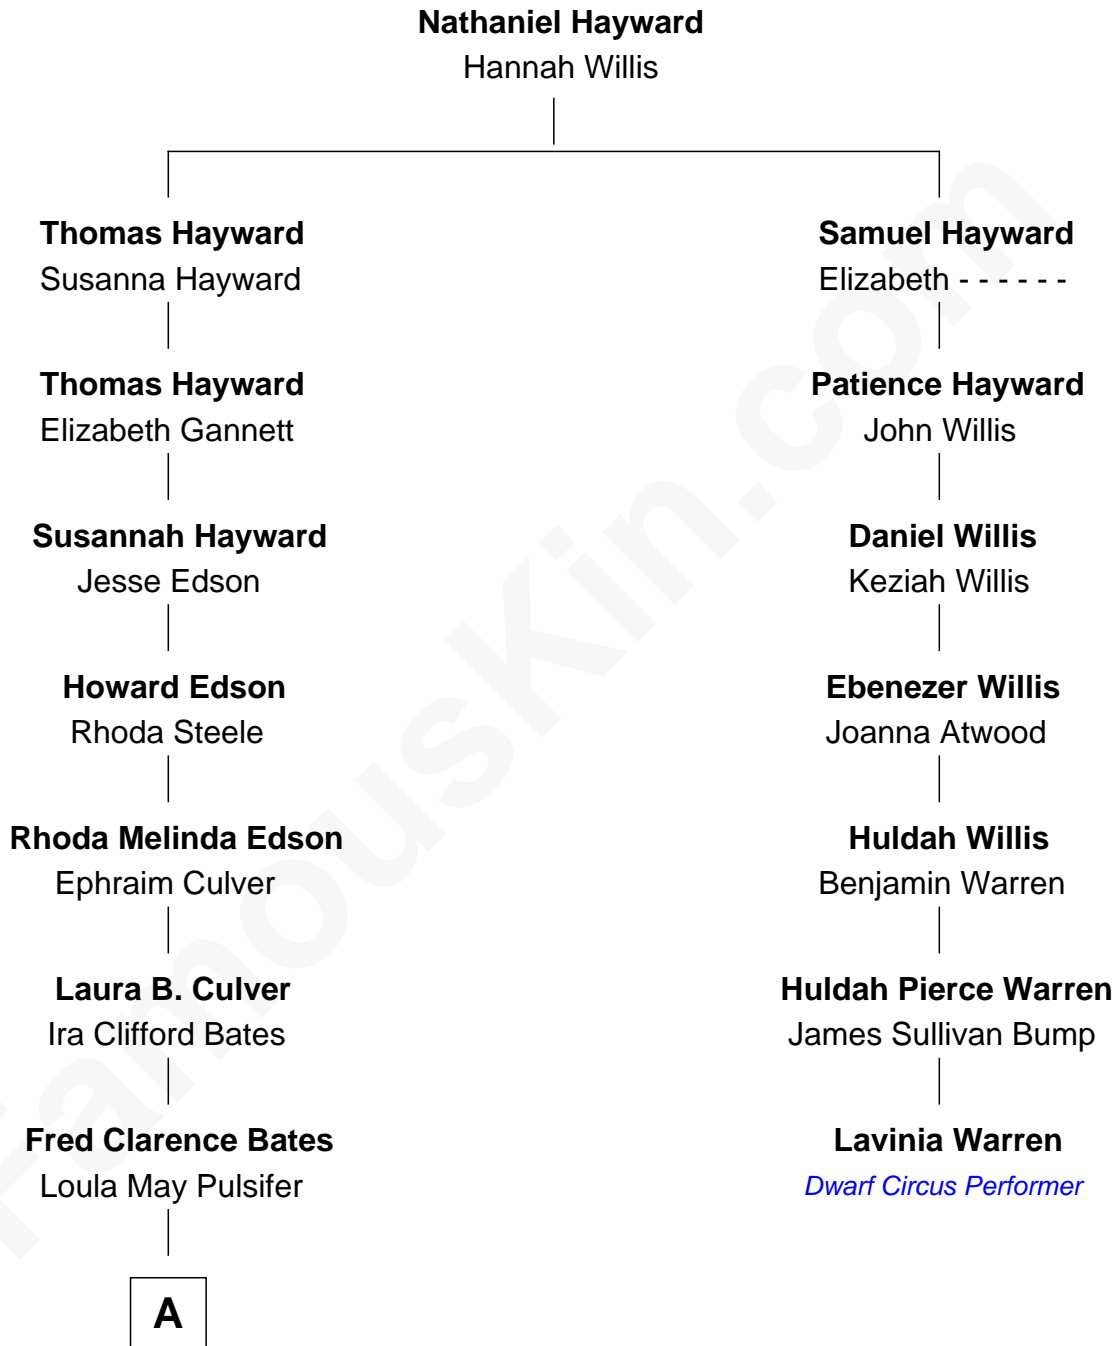 Nathaniel Hayward
Hannah Willis
Thomas Hayward
Susanna Hayward
Samuel Hayward
Elizabeth - - - - - -
Thomas Hayward
Elizabeth Gannett
Patience Hayward
John Willis
Susannah Hayward
Jesse Edson
Daniel Willis
Keziah Willis
Howard Edson
Rhoda Steele
Ebenezer Willis
Joanna Atwood
Rhoda Melinda Edson
Ephraim Culver
Huldah Willis
Benjamin Warren
Laura B. Culver
Ira Clifford Bates
Huldah Pierce Warren
James Sullivan Bump
Fred Clarence Bates
Loula May Pulsifer
Lavinia Warren
Dwarf Circus Performer
A
FamousKin.com